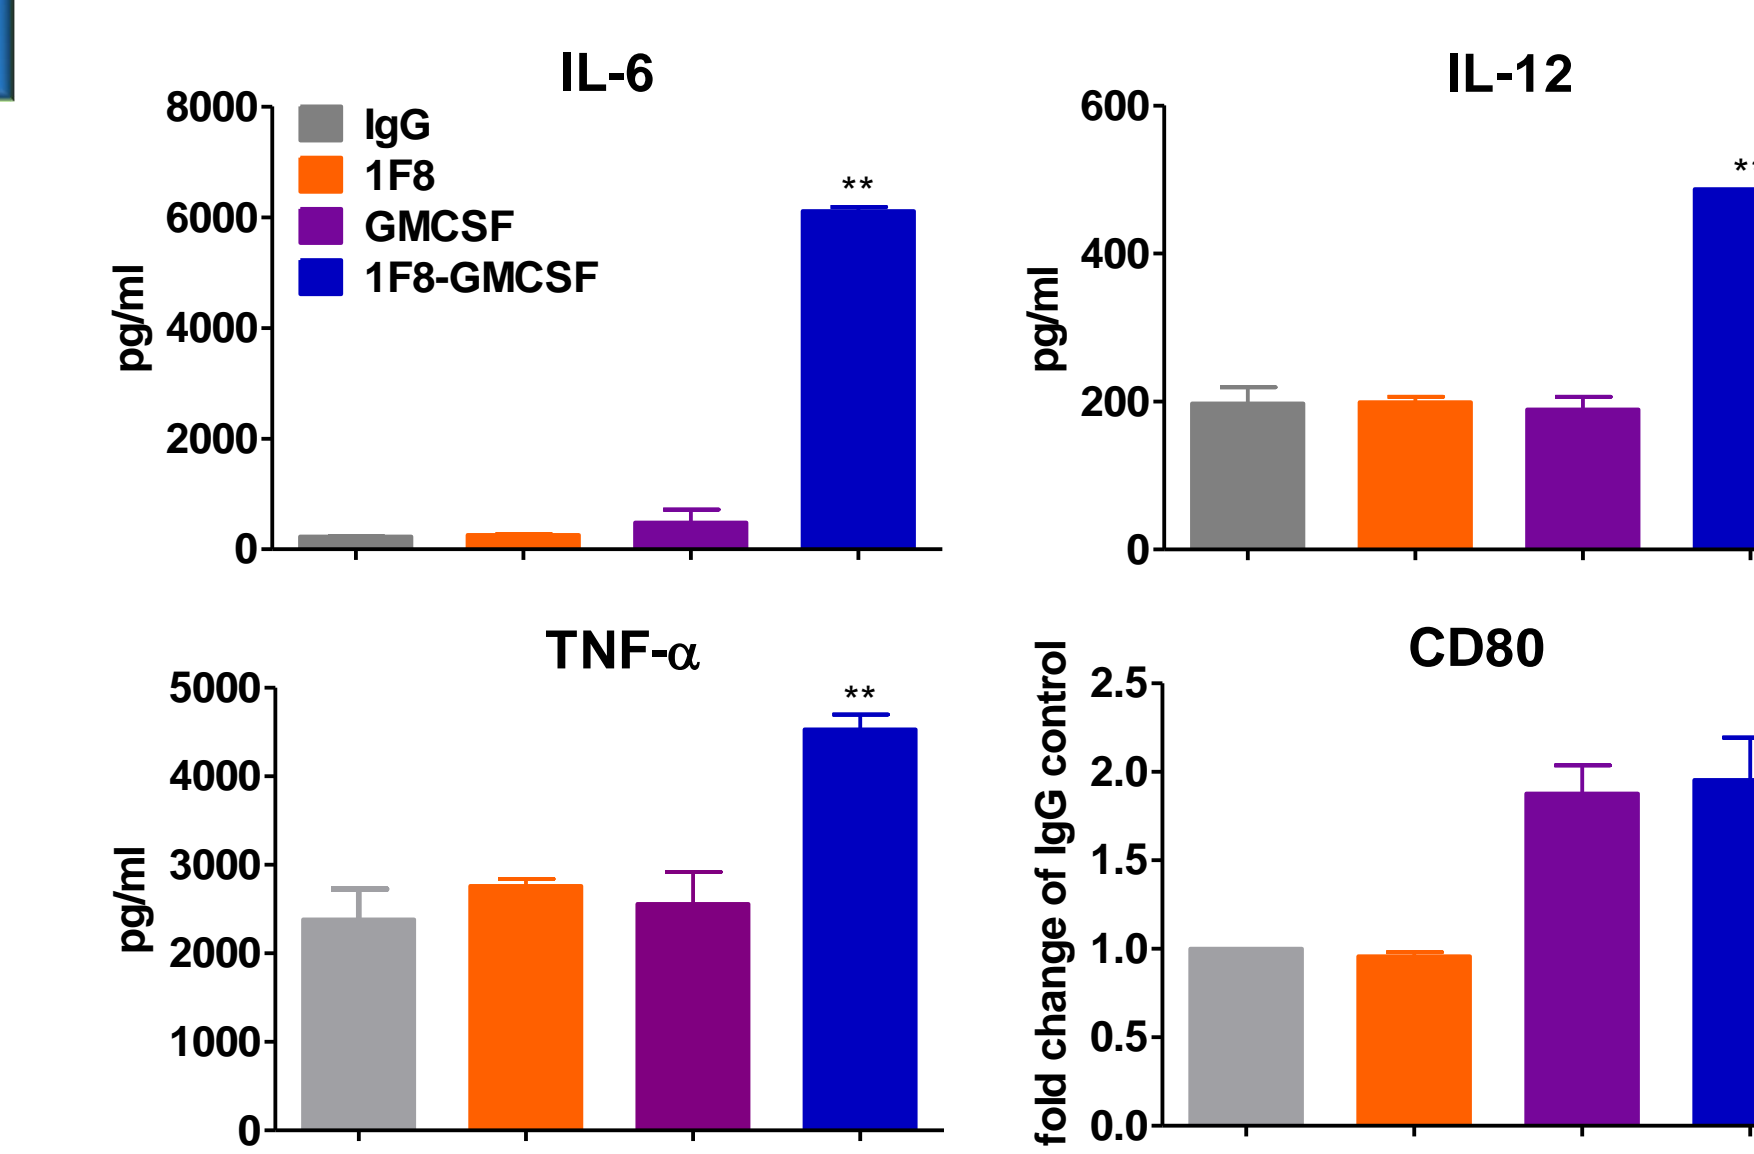 IL-6
8000
6000
4000
2000
0
pg/ml
IgG
1F8
GMCSF
1F8-GMCSF
**
IL-12
600
400
200
0
pg/ml
TNF-α
5000
4000
3000
2000
1000
0
pg/ml
**
CD80
2.5
2.0
1.5
1.0
0.5
0.0
fold change of IgG control